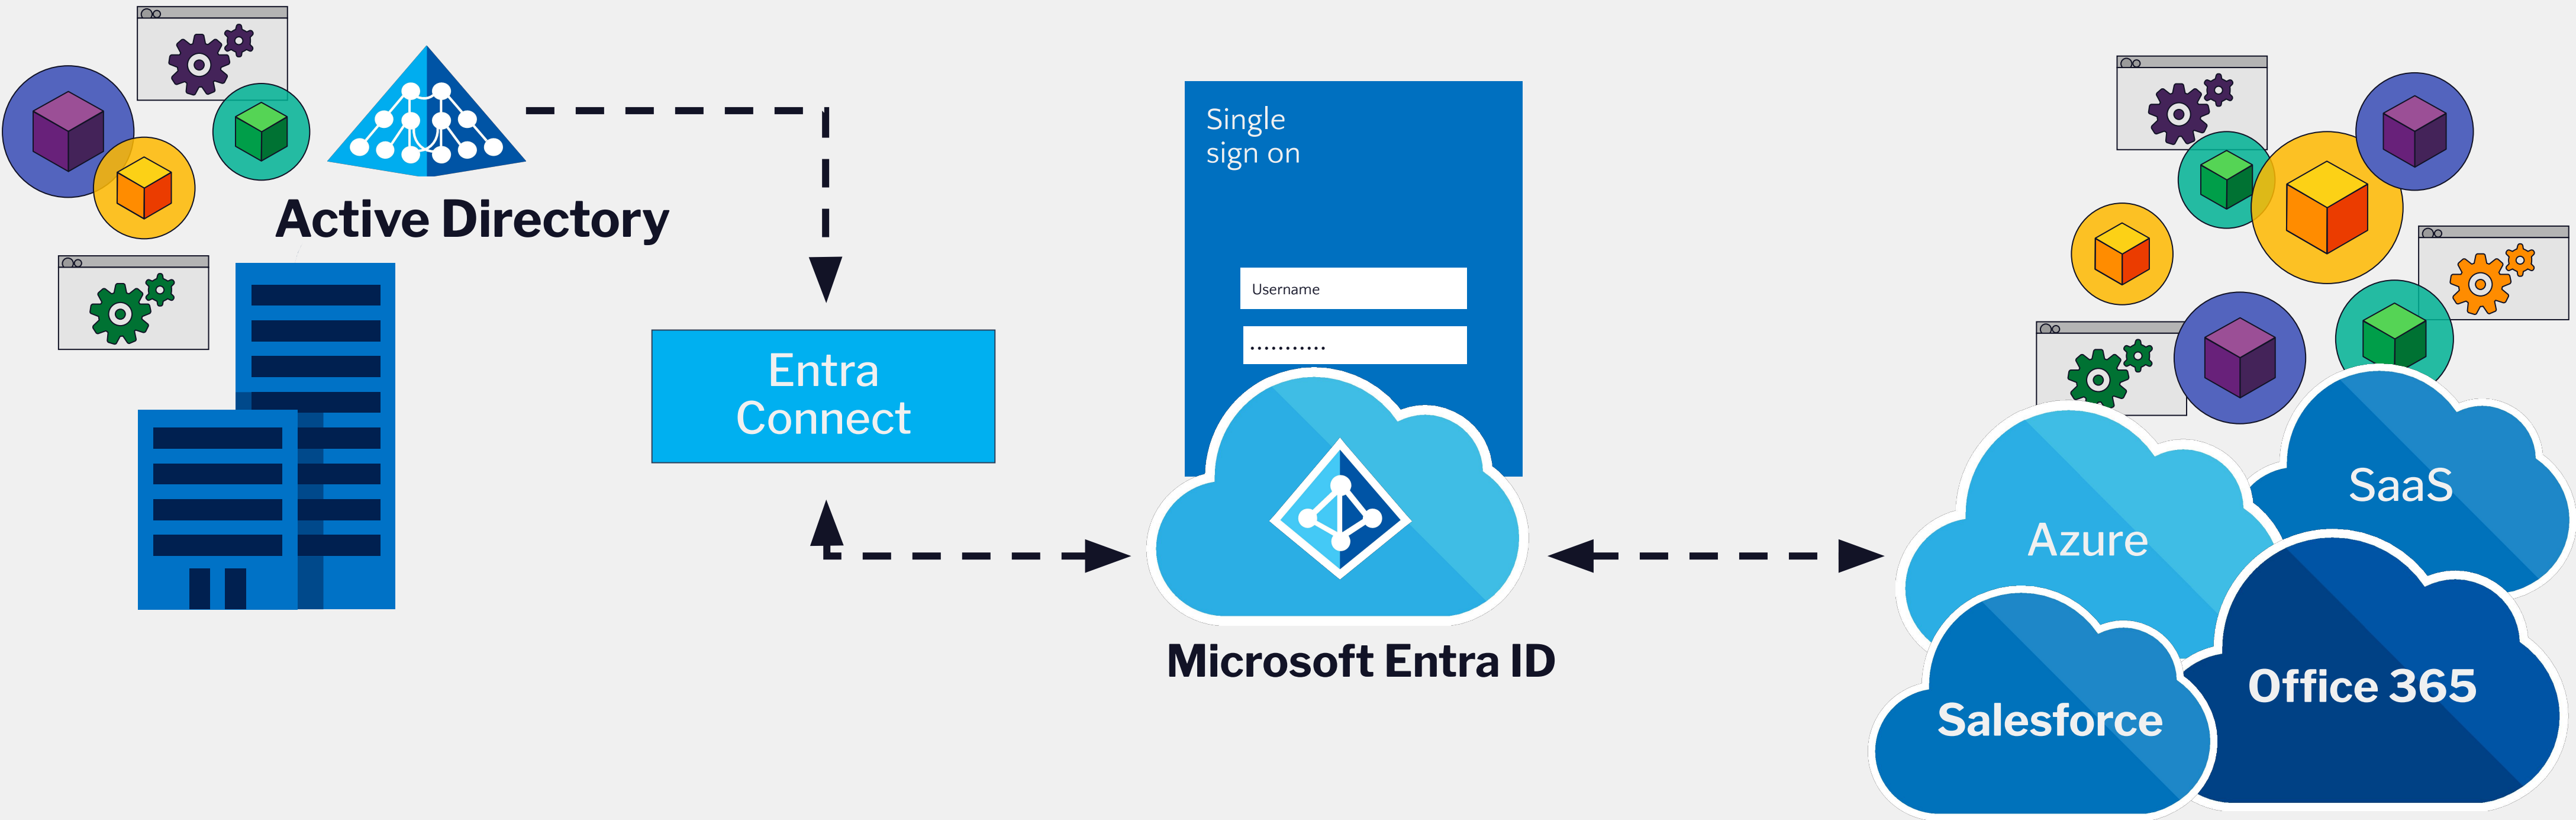 Active Directory
Entra
Connect
Single
sign on
Username
...........
Microsoft Entra ID
SaaS
Azure
Office 365
Salesforce